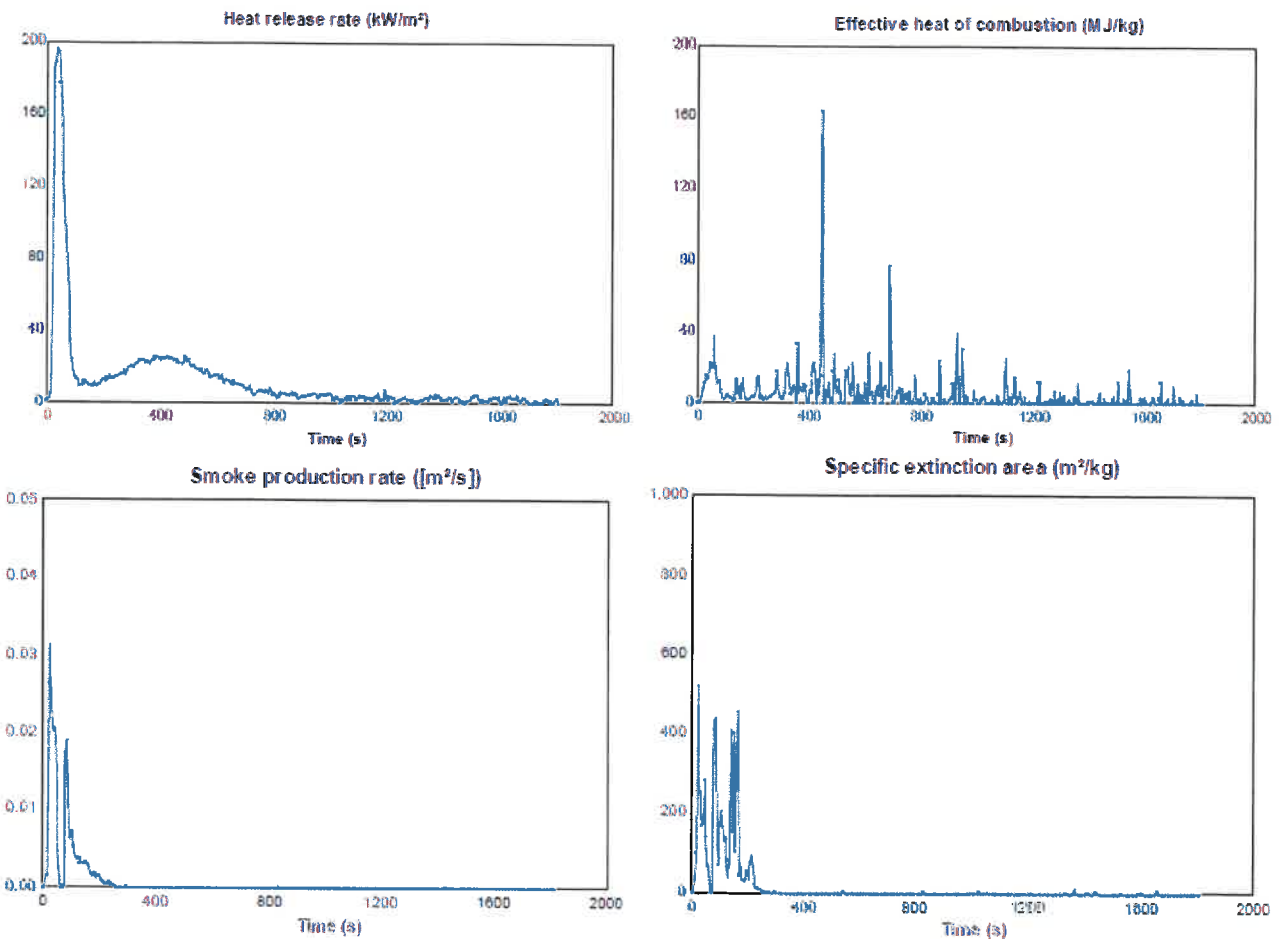 Heat release rate (kW/m²)
200
160
120
80
40
0
0 400 800 1200 1600 2000
Time (s)
Effective heat of combustion (MJ/kg)
200
160
120
80
40
0
0 400 800 1200 1600 2000
Time (s)
Smoke production rate ([m²/s])
0.05
0.04
0.03
0.02
0.01
0.00
0 400 800 1200 1600 2000
Time (s)
Specific extinction area (m²/kg)
1,000
800
600
400
200
0
0 400 800 1200 1600 2000
Time (s)